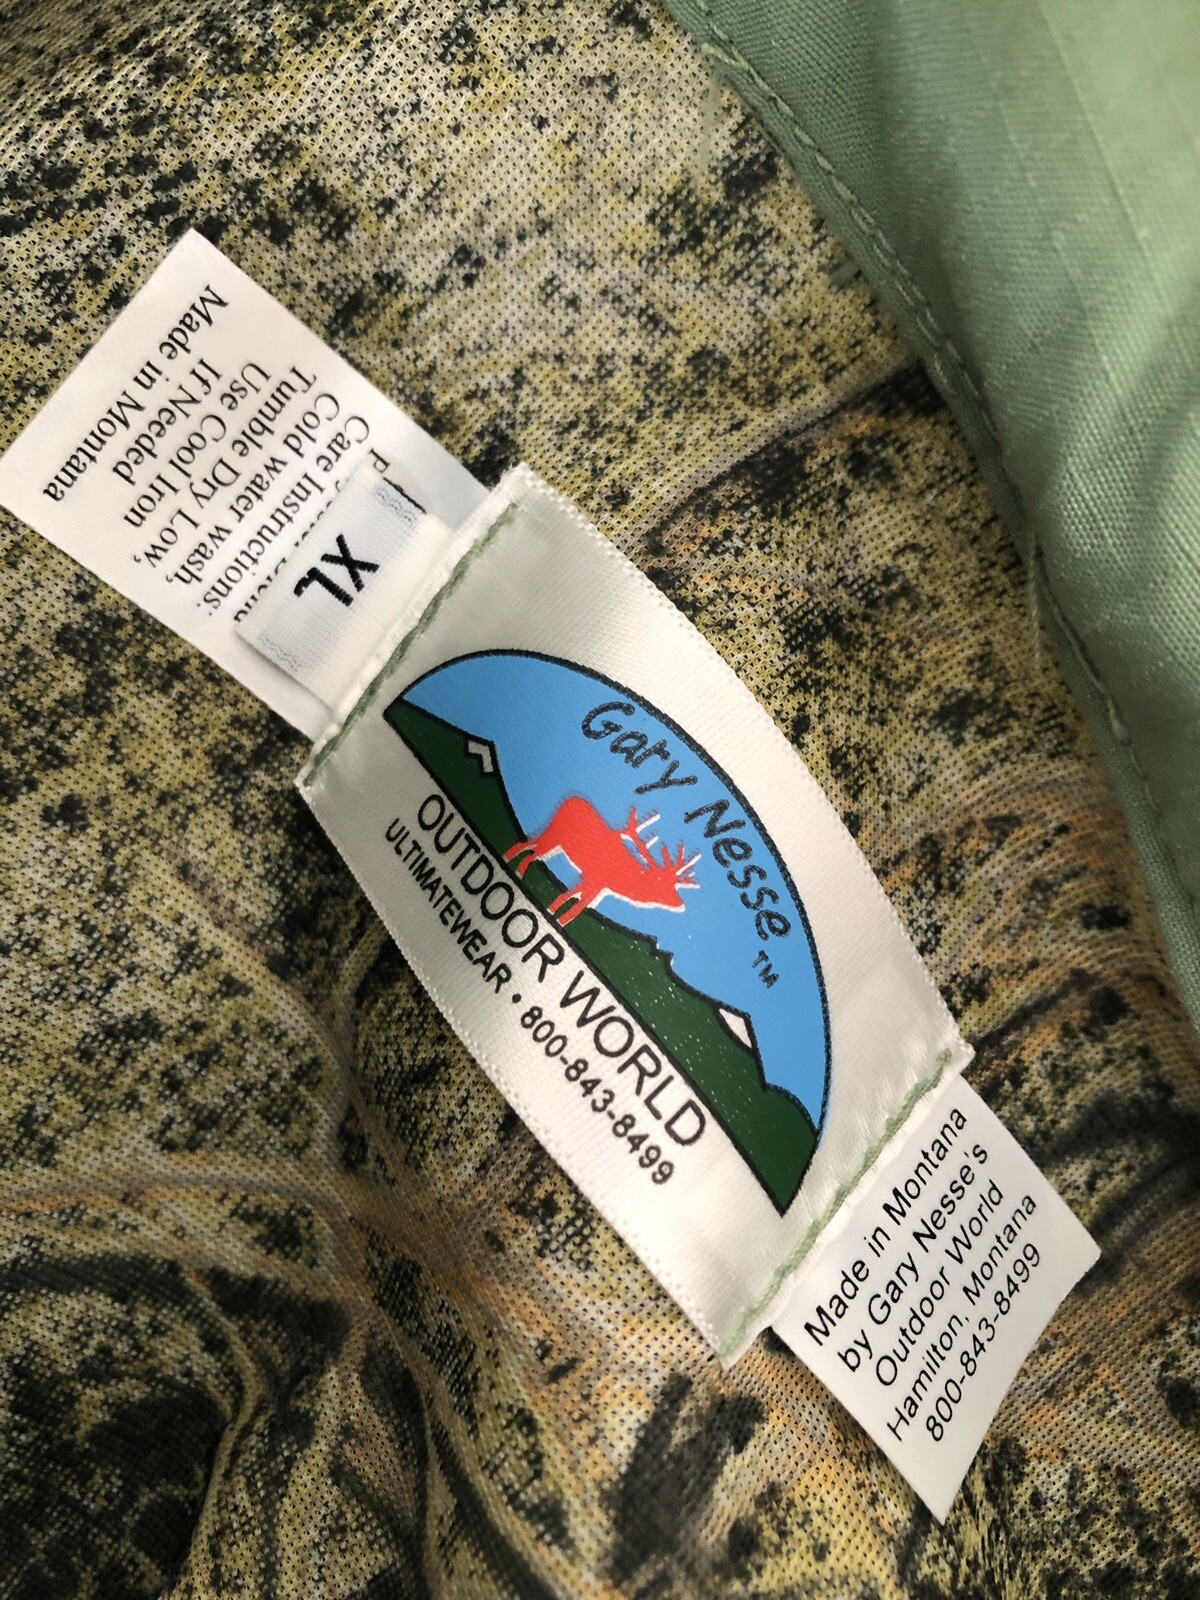 Gary Nesse ™
OUTDOOR WORLD
ULTIMATEWEAR • 800-843-8499
XL
Care Instructions:
Cold water wash,
Tumble Dry Low,
Use Cool Iron
If Needed
Made in Montana
Made in Montana
by Gary Nesse's
Outdoor World
Hamilton, Montana
800-843-8499